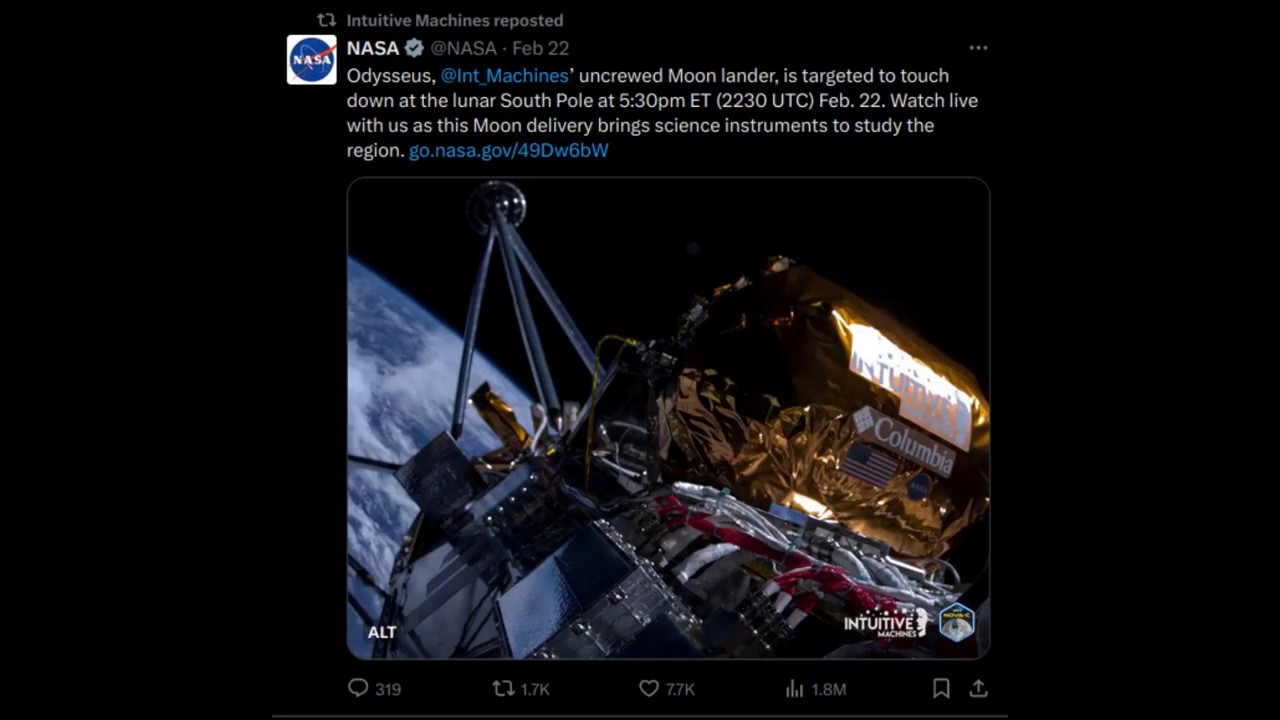 Intuitive Machines reposted
NASA @NASA · Feb 22
NASA
Odysseus, @Int_Machines’ uncrewed Moon lander, is targeted to touch
down at the lunar South Pole at 5:30pm ET (2230 UTC) Feb. 22. Watch live
with us as this Moon delivery brings science instruments to study the
region. go.nasa.gov/49Dw6bW
INTUITIVE
Columbia
NASA
ALT
INTUITIVE
MACHINES
NOVA-C
319 1.7K 7.7K 1.8M